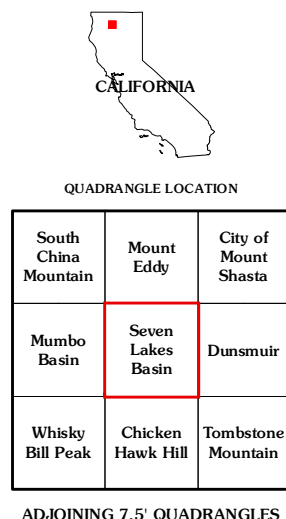 CALIFORNIA
QUADRANGLE LOCATION
South
China
Mountain
Mount
Eddy
City of
Mount
Shasta
Mumbo
Basin
Seven
Lakes
Basin
Dunsmuir
Whisky
Bill Peak
Chicken
Hawk Hill
Tombstone
Mountain
ADJOINING 7.5' QUADRANGLES